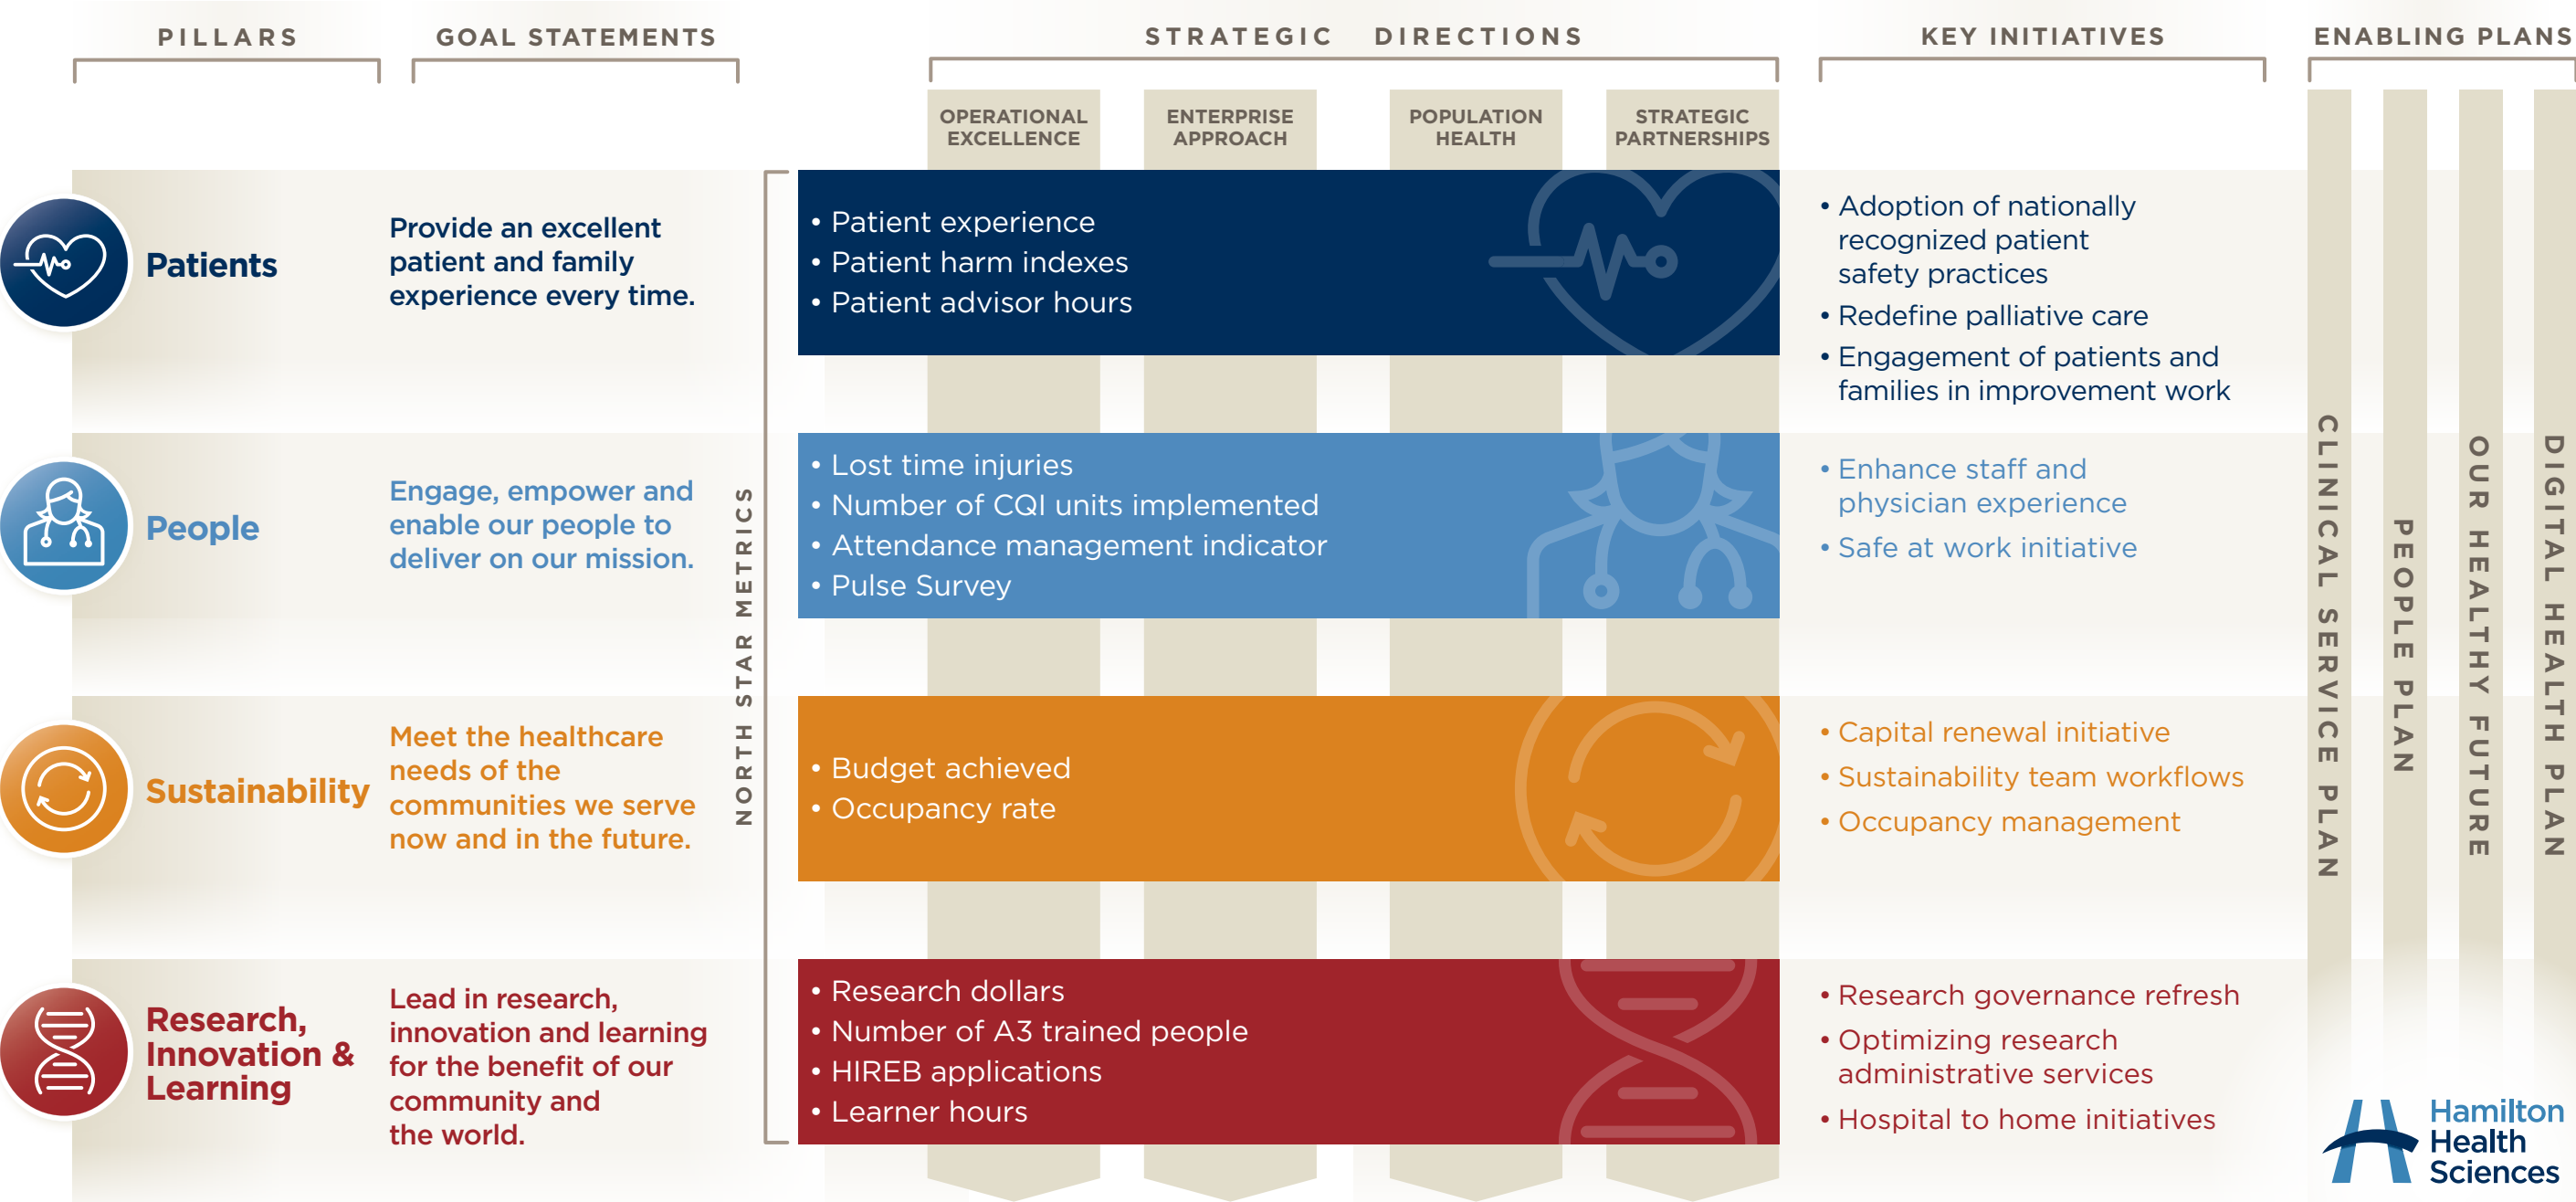 PILLARS
GOAL STATEMENTS
STRATEGIC DIRECTIONS
KEY INITIATIVES
ENABLING PLANS
OPERATIONAL
EXCELLENCE
ENTERPRISE
APPROACH
POPULATION
HEALTH
STRATEGIC
PARTNERSHIPS
Patients
Provide an excellent
patient and family
experience every time.
• Patient experience
• Patient harm indexes
• Patient advisor hours
• Adoption of nationally
recognized patient
safety practices
• Redefine palliative care
• Engagement of patients and
families in improvement work
People
Engage, empower and
enable our people to
deliver on our mission.
NORTH STAR METRICS
• Lost time injuries
• Number of CQI units implemented
• Attendance management indicator
• Pulse Survey
• Enhance staff and
physician experience
• Safe at work initiative
Sustainability
Meet the healthcare
needs of the
communities we serve
now and in the future.
• Budget achieved
• Occupancy rate
• Capital renewal initiative
• Sustainability team workflows
• Occupancy management
Research,
Innovation &
Learning
Lead in research,
innovation and learning
for the benefit of our
community and
the world.
• Research dollars
• Number of A3 trained people
• HIREB applications
• Learner hours
• Research governance refresh
• Optimizing research
administrative services
• Hospital to home initiatives
CLINICAL SERVICE PLAN
PEOPLE PLAN
OUR HEALTHY FUTURE
DIGITAL HEALTH PLAN
Hamilton
Health
Sciences